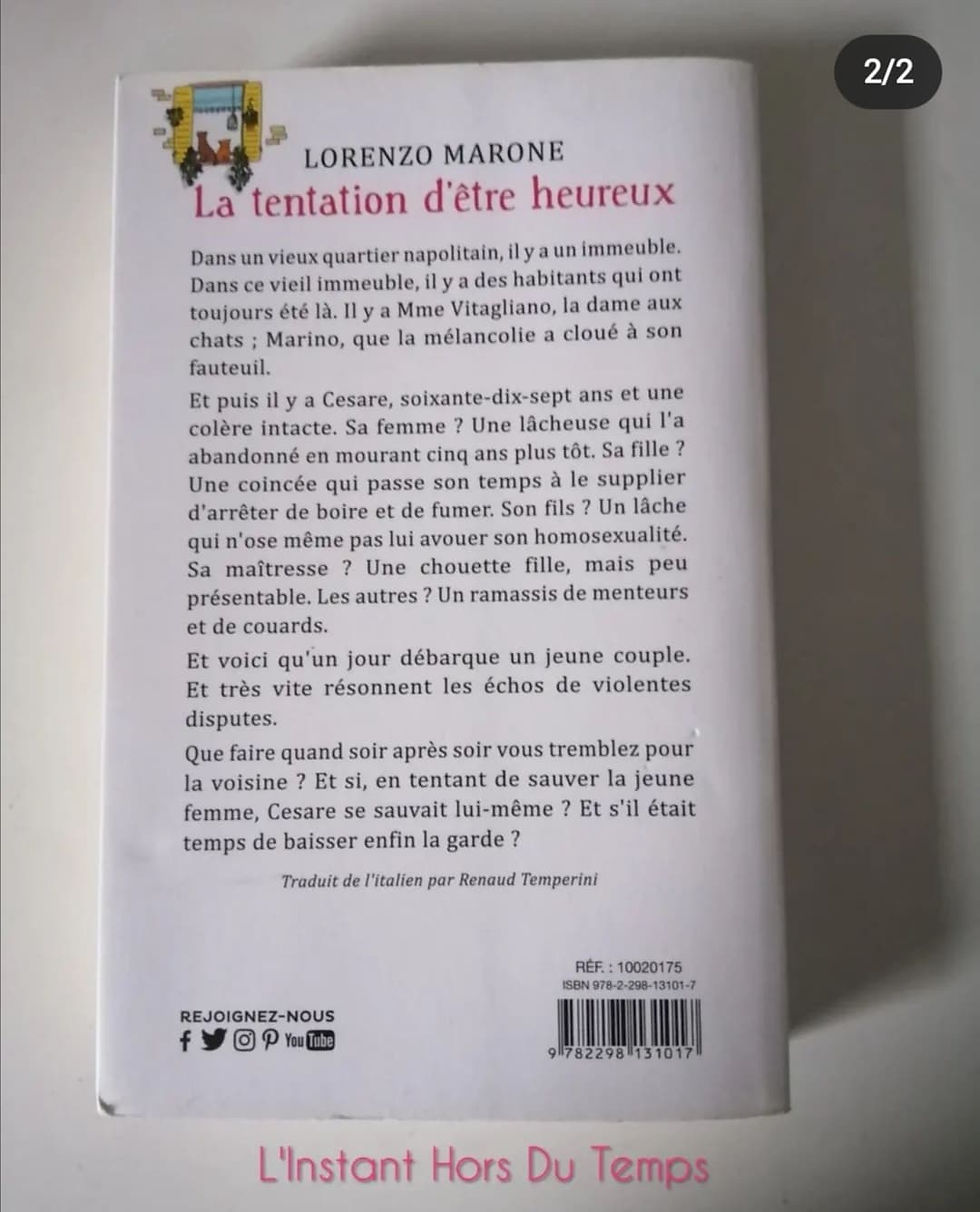 2/2
LORENZO MARONE
La tentation d'être heureux
Dans un vieux quartier napolitain, il y a un immeuble.
Dans ce vieil immeuble, il y a des habitants qui ont
toujours été là. Il y a Mme Vitagliano, la dame aux
chats ; Marino, que la mélancolie a cloué à son
fauteuil.
Et puis il y a Cesare, soixante-dix-sept ans et une
colère intacte. Sa femme ? Une lâcheuse qui l'a
abandonné en mourant cinq ans plus tôt. Sa fille ?
Une coincée qui passe son temps à le supplier
d'arrêter de boire et de fumer. Son fils ? Un lâche
qui n'ose même pas lui avouer son homosexualité.
Sa maîtresse ? Une chouette fille, mais peu
présentable. Les autres ? Un ramassis de menteurs
et de couards.
Et voici qu'un jour débarque un jeune couple.
Et très vite résonnent les échos de violentes
disputes.
Que faire quand soir après soir vous tremblez pour
la voisine ? Et si, en tentant de sauver la jeune
femme, Cesare se sauvait lui-même ? Et s'il était
temps de baisser enfin la garde ?
Traduit de l'italien par Renaud Temperini
RÉF. : 10020175
ISBN 978-2-298-13101-7
9 782298 131017
REJOIGNEZ-NOUS
You Tube
L'Instant Hors Du Temps